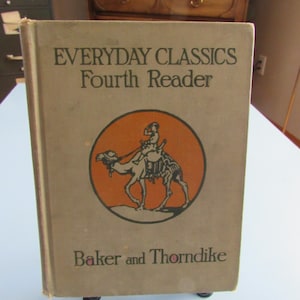 EVERYDAY CLASSICS
Fourth Reader
Baker and Thorndike